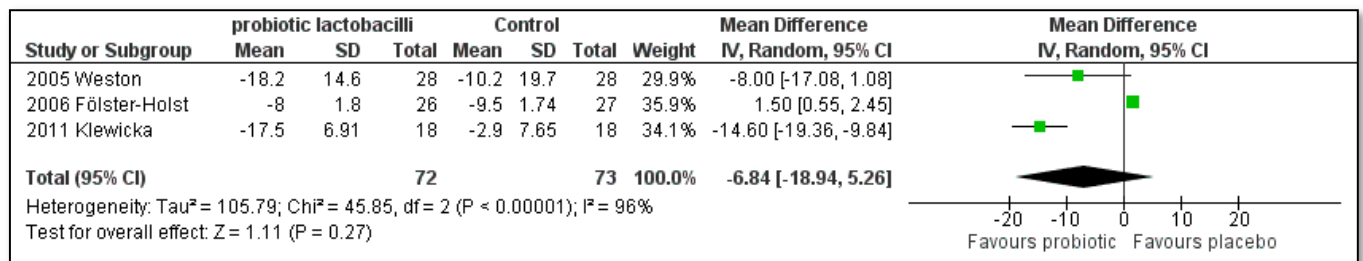 probiotic lactobacilli Control Mean Difference Mean Difference
Study or Subgroup Mean SD Total Mean SD Total Weight IV, Random, 95% CI IV, Random, 95% CI
2005 Weston -18.2 14.6 28 -10.2 19.7 28 29.9% -8.00 [-17.08, 1.08]
2006 Fölster-Holst -8 1.8 26 -9.5 1.74 27 35.9% 1.50 [0.55, 2.45]
2011 Klewicka -17.5 6.91 18 -2.9 7.65 18 34.1% -14.60 [-19.36, -9.84]
Total (95% CI) 72 73 100.0% -6.84 [-18.94, 5.26]
Heterogeneity: Tau² = 105.79; Chi² = 45.85, df = 2 (P < 0.00001); I² = 96%
Test for overall effect: Z = 1.11 (P = 0.27)
-20 -10 0 10 20
Favours probiotic Favours placebo